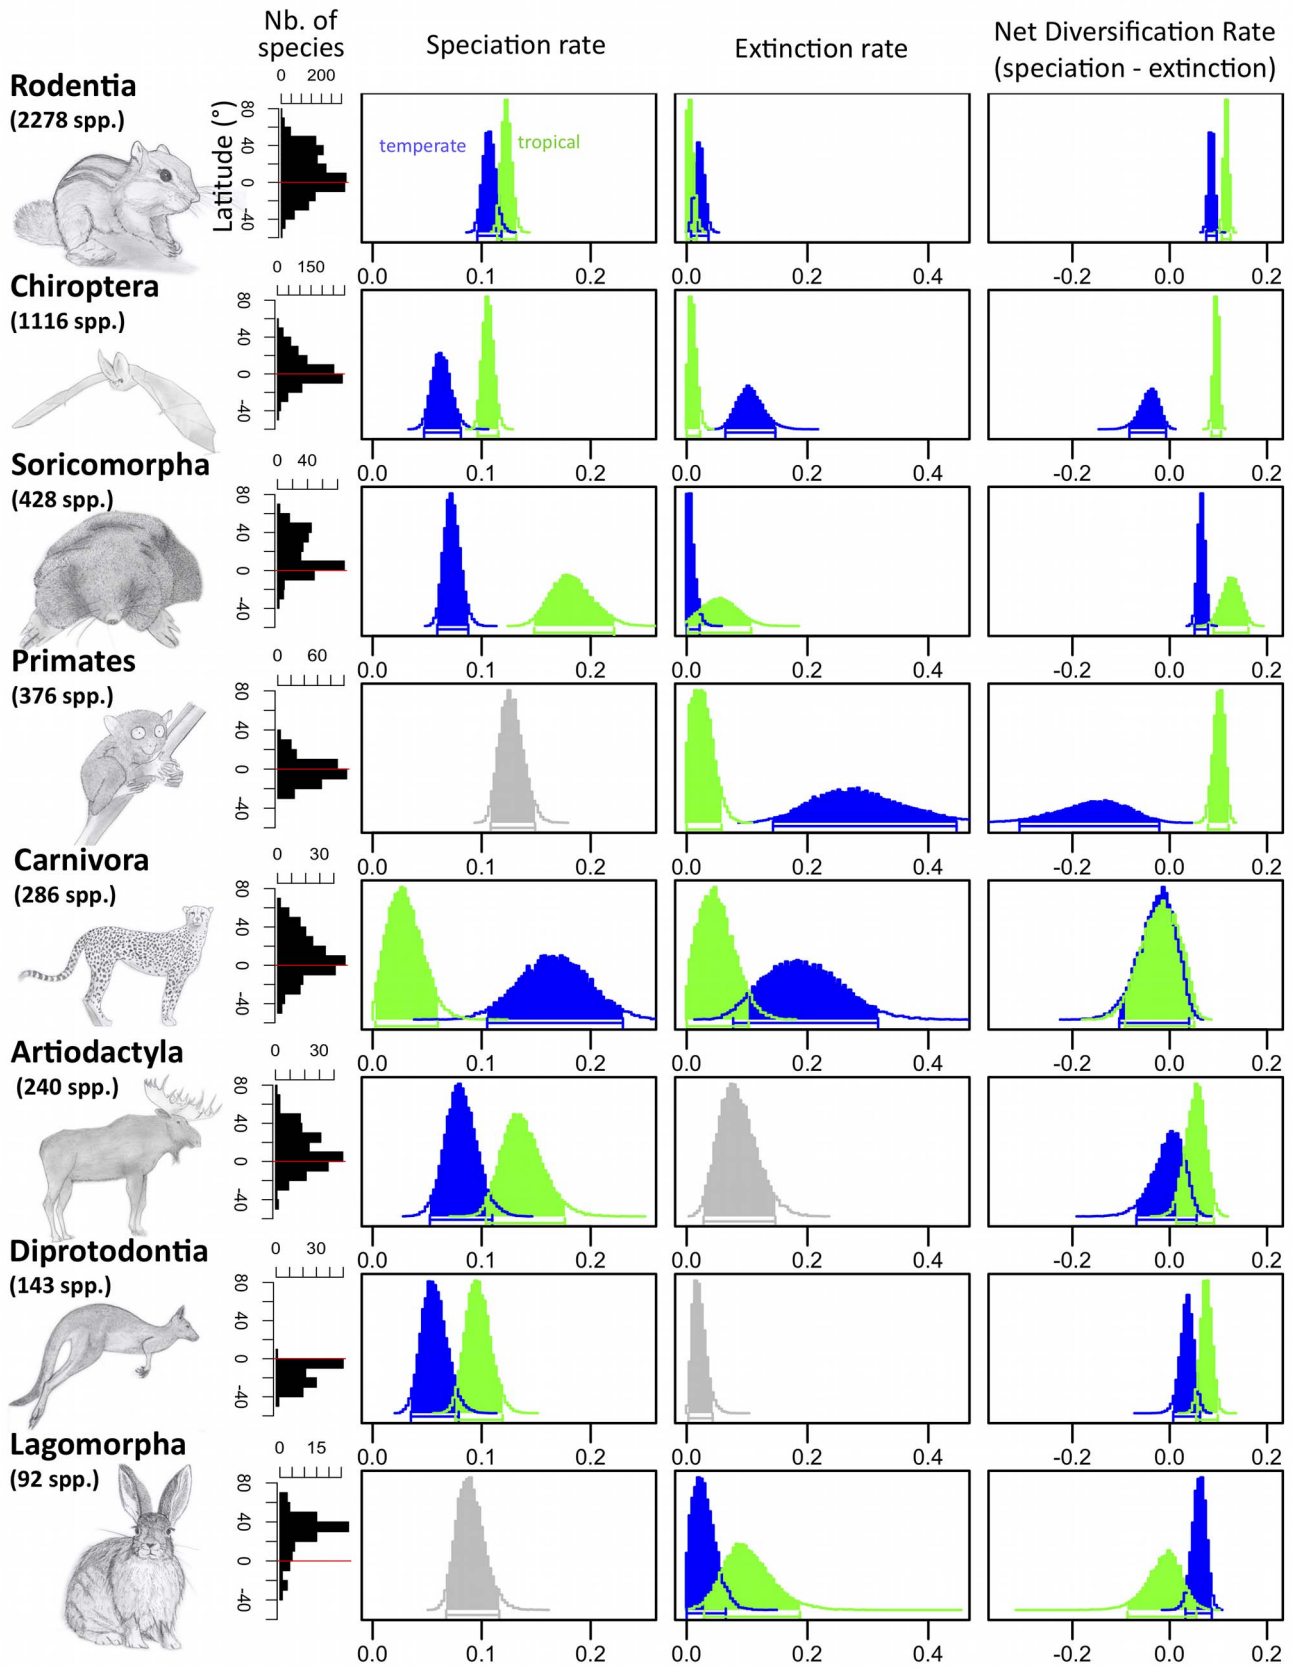 Nb. of
species
Speciation rate
Extinction rate
Net Diversification Rate
(speciation - extinction)
Rodentia
(2278 spp.)
0 200
Latitude (°)
80
40
0
-40
temperate
tropical
0.0 0.1 0.2
0.0 0.2 0.4
-0.2 0.0 0.2
Chiroptera
(1116 spp.)
0 150
80
40
0
-40
0.0 0.1 0.2
0.0 0.2 0.4
-0.2 0.0 0.2
Soricomorpha
(428 spp.)
0 40
80
40
0
-40
0.0 0.1 0.2
0.0 0.2 0.4
-0.2 0.0 0.2
Primates
(376 spp.)
0 60
80
40
0
-40
0.0 0.1 0.2
0.0 0.2 0.4
-0.2 0.0 0.2
Carnivora
(286 spp.)
0 30
80
40
0
-40
0.0 0.1 0.2
0.0 0.2 0.4
-0.2 0.0 0.2
Artiodactyla
(240 spp.)
0 30
80
40
0
-40
0.0 0.1 0.2
0.0 0.2 0.4
-0.2 0.0 0.2
Diprotodontia
(143 spp.)
0 30
80
40
0
-40
0.0 0.1 0.2
0.0 0.2 0.4
-0.2 0.0 0.2
Lagomorpha
(92 spp.)
0 15
80
40
0
-40
0.0 0.1 0.2
0.0 0.2 0.4
-0.2 0.0 0.2